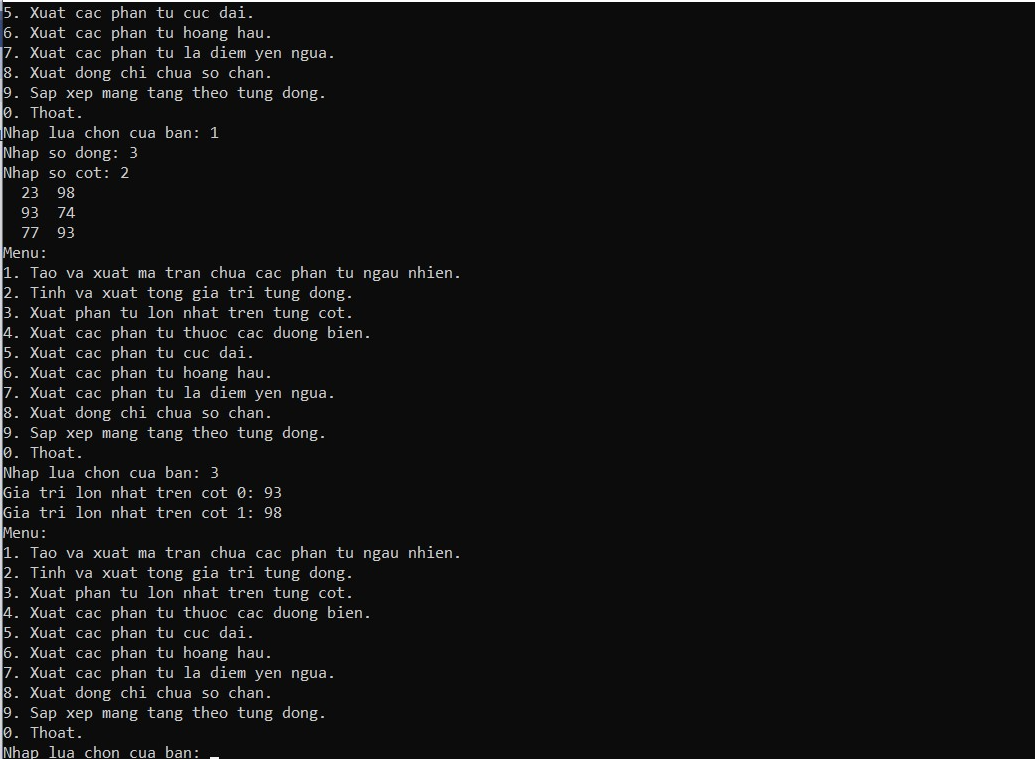 5. Xuat cac phan tu cuc dai.
6. Xuat cac phan tu hoang hau.
7. Xuat cac phan tu la diem yen ngua.
8. Xuat dong chi chua so chan.
9. Sap xep mang tang theo tung dong.
0. Thoat.
Nhap lua chon cua ban: 1
Nhap so dong: 3
Nhap so cot: 2
23 98
93 74
77 93
Menu:
1. Tao va xuat ma tran chua cac phan tu ngau nhien.
2. Tinh va xuat tong gia tri tung dong.
3. Xuat phan tu lon nhat tren tung cot.
4. Xuat cac phan tu thuoc cac duong bien.
5. Xuat cac phan tu cuc dai.
6. Xuat cac phan tu hoang hau.
7. Xuat cac phan tu la diem yen ngua.
8. Xuat dong chi chua so chan.
9. Sap xep mang tang theo tung dong.
0. Thoat.
Nhap lua chon cua ban: 3
Gia tri lon nhat tren cot 0: 93
Gia tri lon nhat tren cot 1: 98
Menu:
1. Tao va xuat ma tran chua cac phan tu ngau nhien.
2. Tinh va xuat tong gia tri tung dong.
3. Xuat phan tu lon nhat tren tung cot.
4. Xuat cac phan tu thuoc cac duong bien.
5. Xuat cac phan tu cuc dai.
6. Xuat cac phan tu hoang hau.
7. Xuat cac phan tu la diem yen ngua.
8. Xuat dong chi chua so chan.
9. Sap xep mang tang theo tung dong.
0. Thoat.
Nhap lua chon cua ban: _